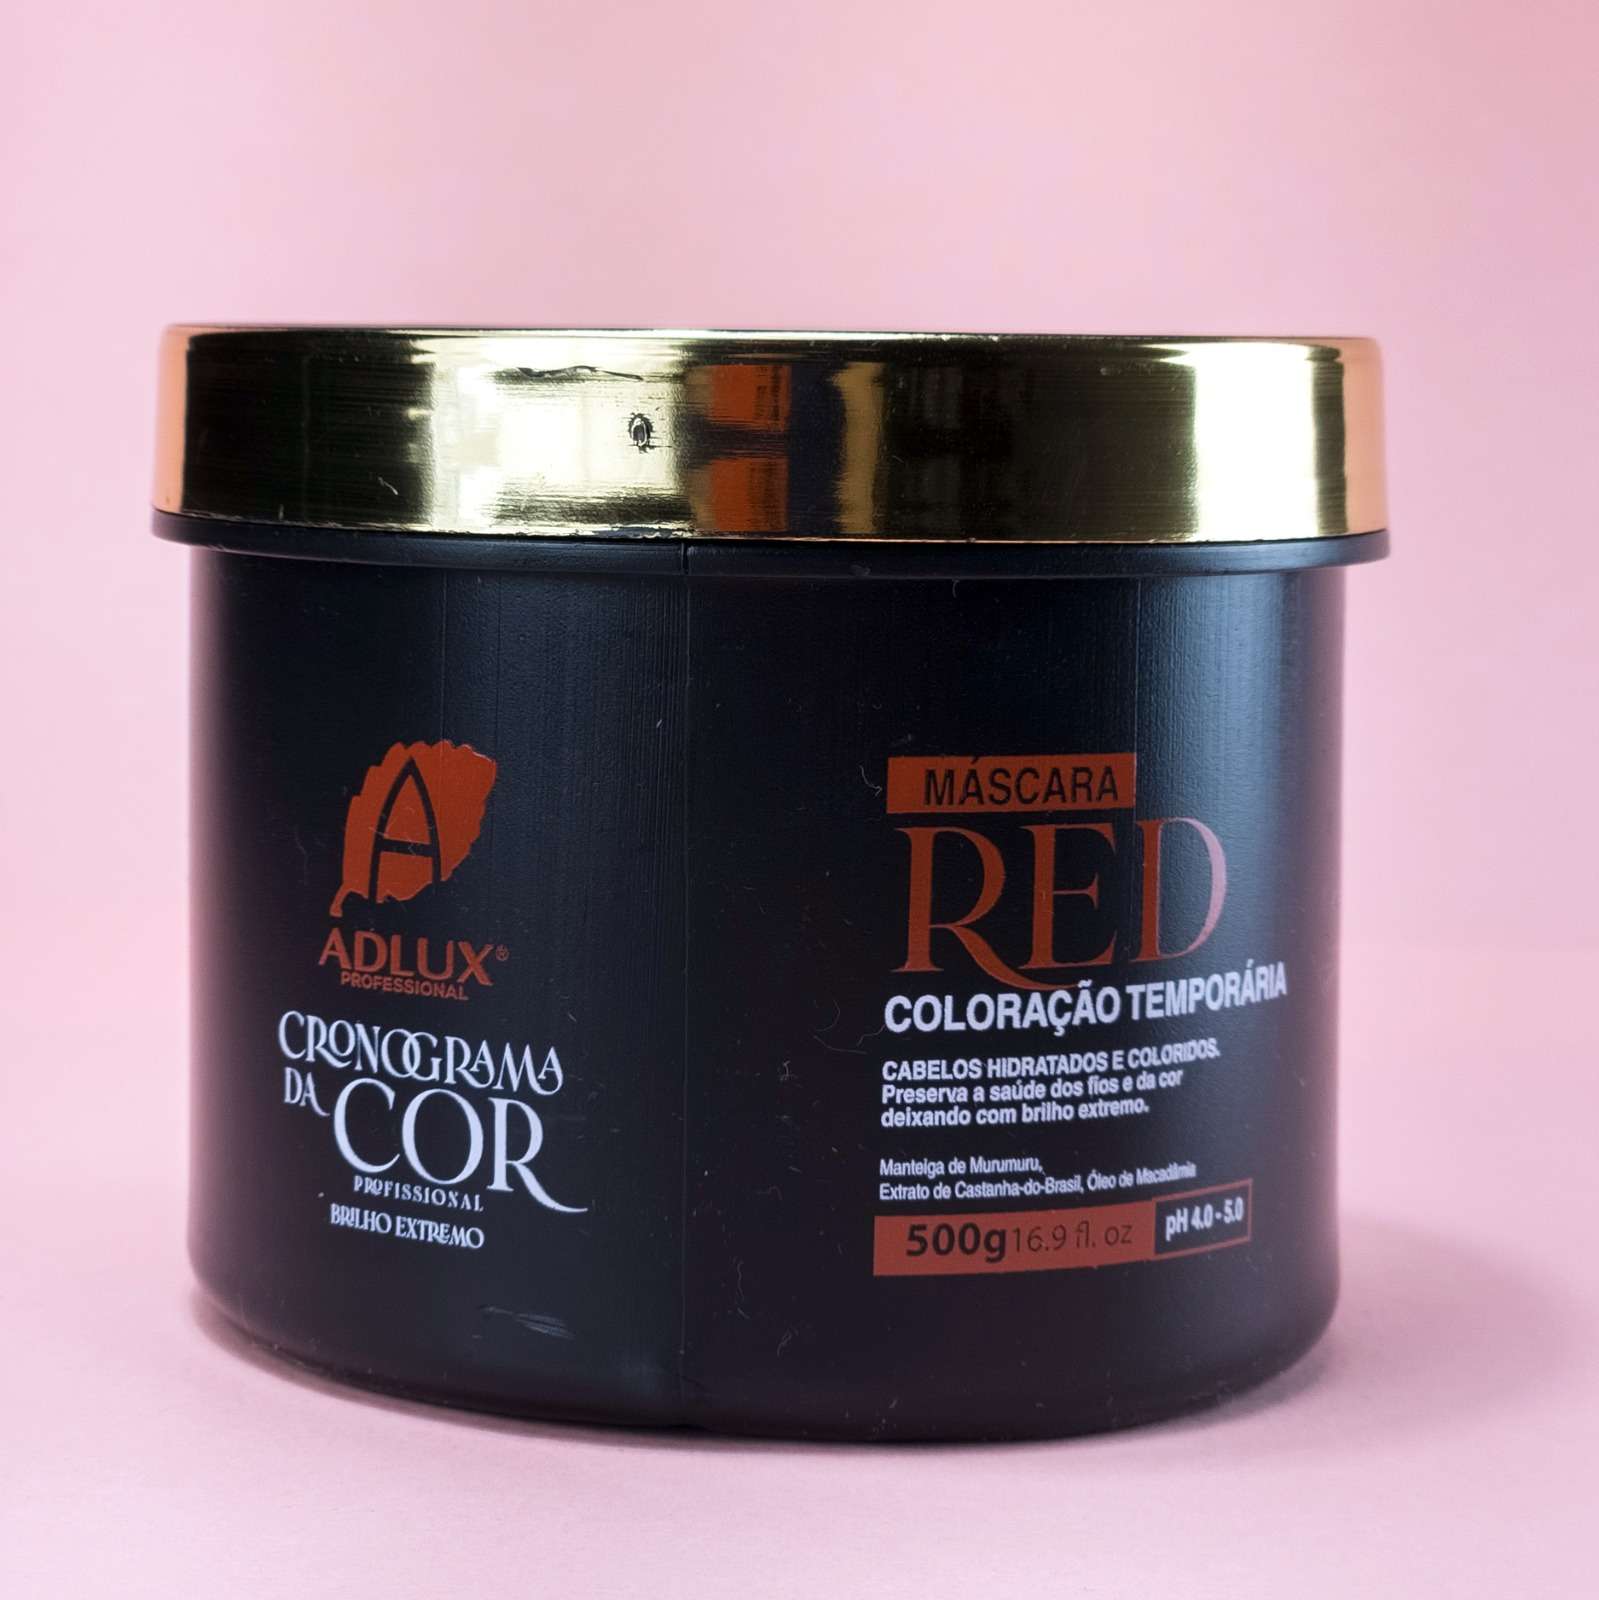 A
ADLUX®
PROFESSIONAL
CRONOGRAMA
DA COR
PROFISSIONAL
BRILHO EXTREMO
MÁSCARA
RED
COLORAÇÃO TEMPORÁRIA
CABELOS HIDRATADOS E COLORIDOS.
Preserva a saúde dos fios e da cor
deixando com brilho extremo.
Manteiga de Murumuru,
Extrato de Castanha-do-Brasil, Óleo de Macadâmia
500g 16.9 fl. oz pH 4.0 - 5.0